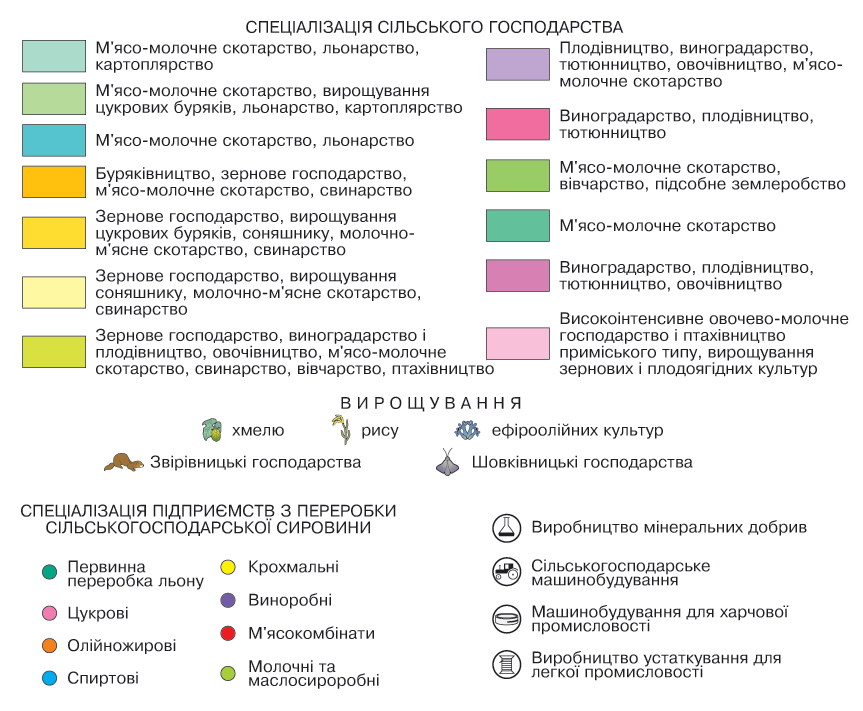 СПЕЦІАЛІЗАЦІЯ СІЛЬСЬКОГО ГОСПОДАРСТВА
М'ясо-молочне скотарство, льонарство,
картоплярство
М'ясо-молочне скотарство, вирощування
цукрових буряків, льонарство, картоплярство
М'ясо-молочне скотарство, льонарство
Буряківництво, зернове господарство,
м'ясо-молочне скотарство, свинарство
Зернове господарство, вирощування
цукрових буряків, соняшнику, молочно-
м'ясне скотарство, свинарство
Зернове господарство, вирощування
соняшнику, молочно-м'ясне скотарство,
свинарство
Зернове господарство, виноградарство і
плодівництво, овочівництво, м'ясо-молочне
скотарство, свинарство, вівчарство, птахівництво
Плодівництво, виноградарство,
тютюнництво, овочівництво, м'ясо-
молочне скотарство
Виноградарство, плодівництво,
тютюнництво
М'ясо-молочне скотарство,
вівчарство, підсобне землеробство
М'ясо-молочне скотарство
Виноградарство, плодівництво,
тютюнництво, овочівництво
Високоінтенсивне овочево-молочне
господарство і птахівництво
приміського типу, вирощування
зернових і плодоягідних культур
ВИРОЩУВАННЯ
хмелю
рису
ефіроолійних культур
Звірівницькі господарства
Шовківницькі господарства
СПЕЦІАЛІЗАЦІЯ ПІДПРИЄМСТВ З ПЕРЕРОБКИ
СІЛЬСЬКОГОСПОДАРСЬКОЇ СИРОВИНИ
Первинна
переробка льону
Цукрові
Олійножирові
Спиртові
Крохмальні
Виноробні
М'ясокомбінати
Молочні та
маслосироробні
Виробництво мінеральних добрив
Сільськогосподарське
машинобудування
Машинобудування для харчової
промисловості
Виробництво устаткування для
легкої промисловості